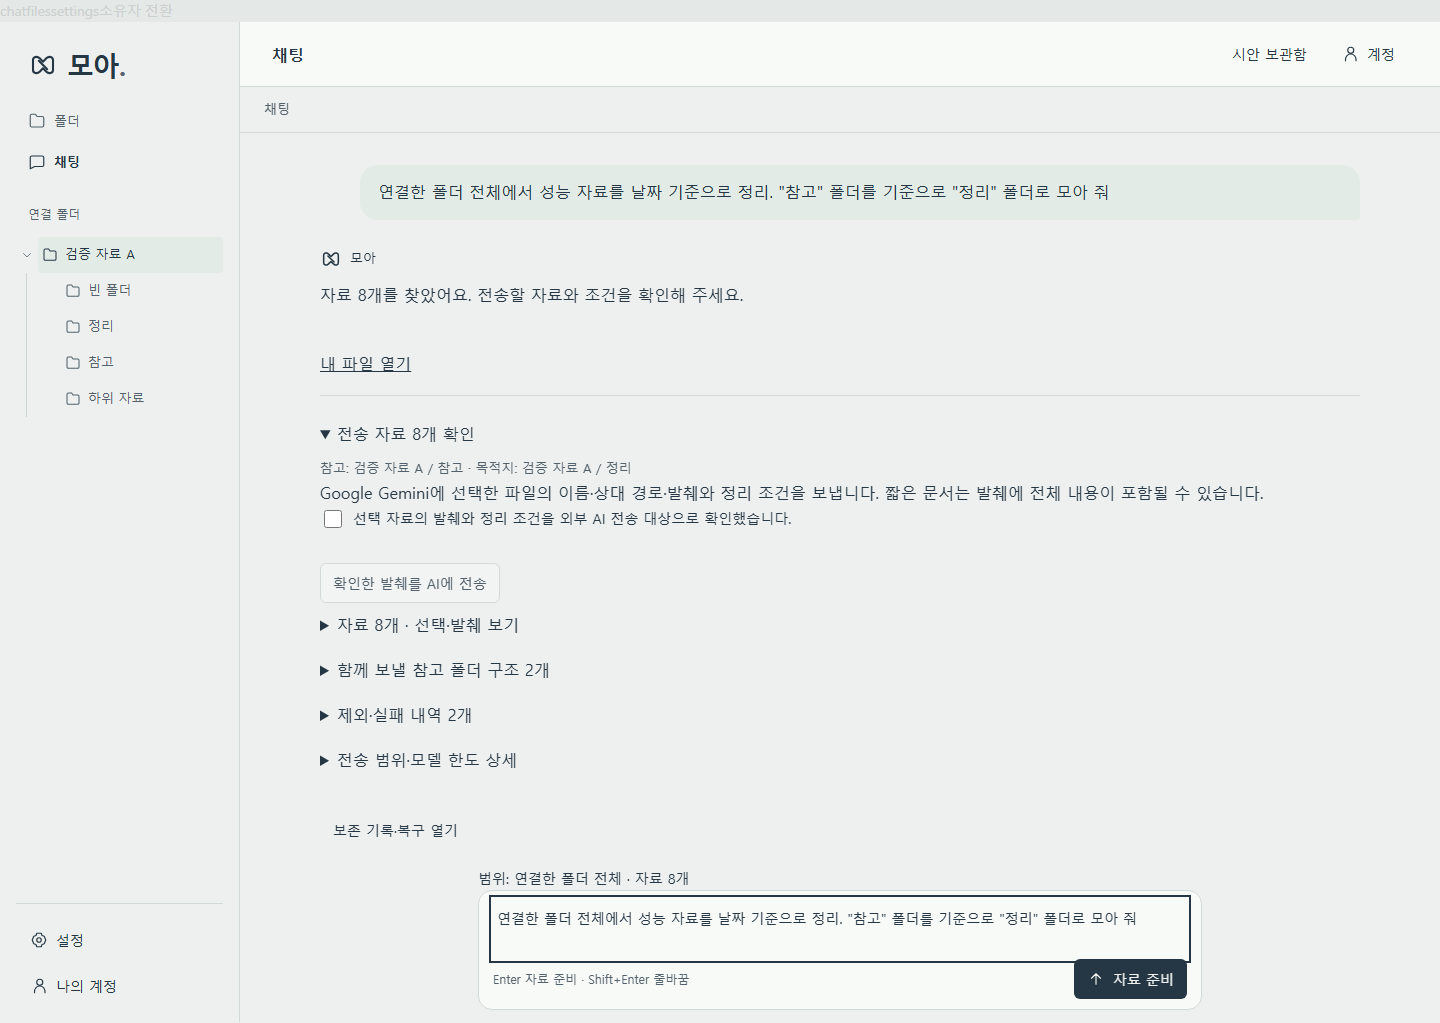 chatfilessettings소유자 전환
모아.
폴더
채팅
연결 폴더
검증 자료 A
빈 폴더
정리
참고
하위 자료
설정
나의 계정
채팅
시안 보관함
계정
채팅
연결한 폴더 전체에서 성능 자료를 날짜 기준으로 정리. "참고" 폴더를 기준으로 "정리" 폴더로 모아 줘
모아
자료 8개를 찾았어요. 전송할 자료와 조건을 확인해 주세요.
내 파일 열기
전송 자료 8개 확인
참고: 검증 자료 A / 참고 · 목적지: 검증 자료 A / 정리
Google Gemini에 선택한 파일의 이름·상대 경로·발췌와 정리 조건을 보냅니다. 짧은 문서는 발췌에 전체 내용이 포함될 수 있습니다.
선택 자료의 발췌와 정리 조건을 외부 AI 전송 대상으로 확인했습니다.
확인한 발췌를 AI에 전송
자료 8개 · 선택·발췌 보기
함께 보낼 참고 폴더 구조 2개
제외·실패 내역 2개
전송 범위·모델 한도 상세
보존 기록·복구 열기
범위: 연결한 폴더 전체 · 자료 8개
연결한 폴더 전체에서 성능 자료를 날짜 기준으로 정리. "참고" 폴더를 기준으로 "정리" 폴더로 모아 줘
Enter 자료 준비 · Shift+Enter 줄바꿈
자료 준비